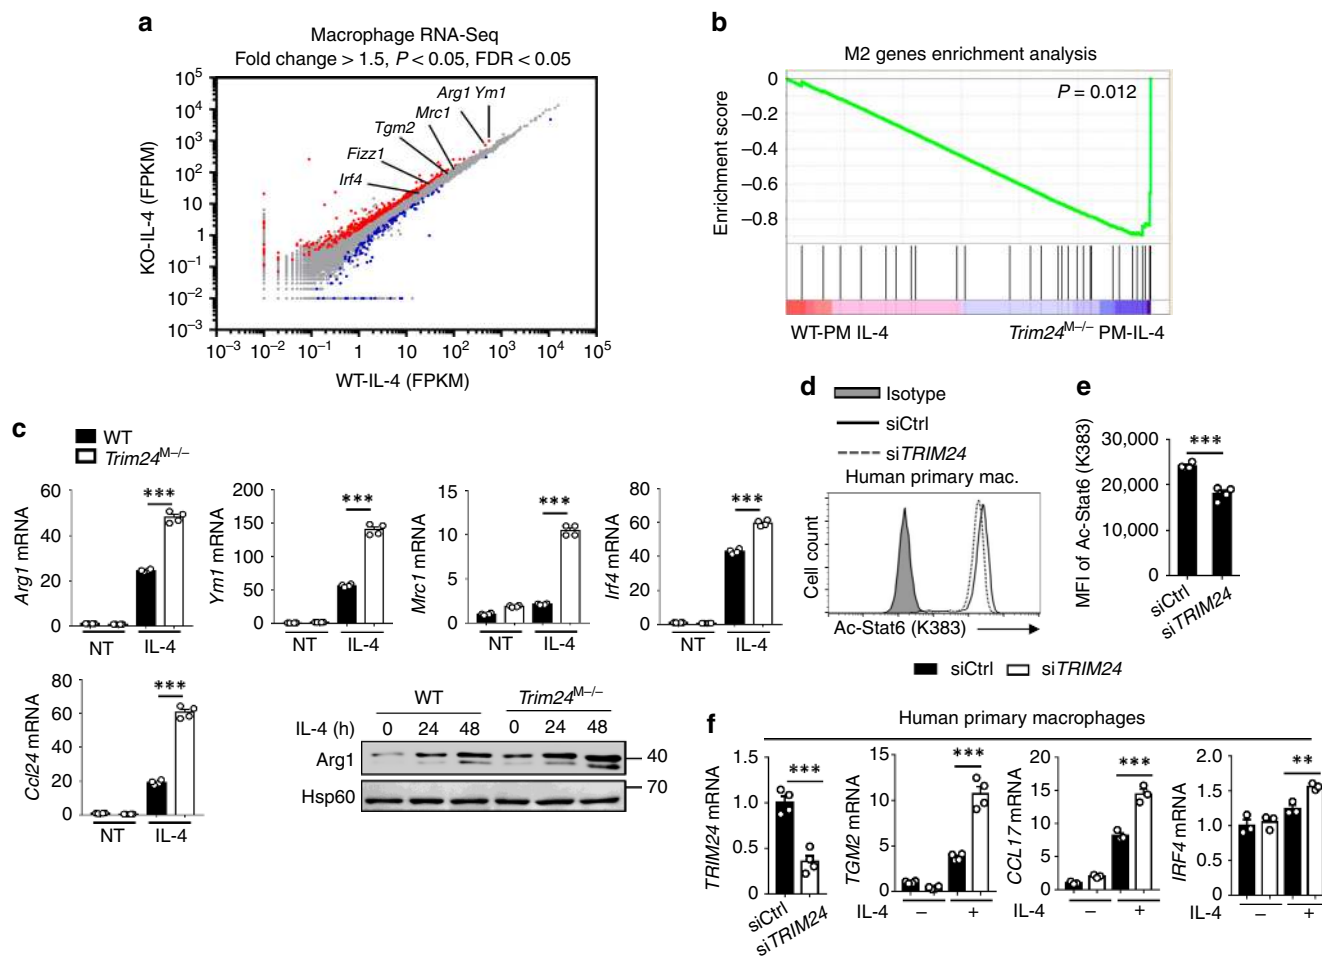 a
Macrophage RNA-Seq
Fold change > 1.5, P < 0.05, FDR < 0.05
KO-IL-4 (FPKM)
10^5
10^4
10^3
10^2
10
1
10^−1
10^−2
10^−3
Arg1 Ym1
Mrc1
Tgm2
Fizz1
Irf4
10^−3 10^−2 10^−1 1 10 10^2 10^3 10^4 10^5
WT-IL-4 (FPKM)
b
M2 genes enrichment analysis
Enrichment score
0
−0.2
−0.4
−0.6
−0.8
P = 0.012
WT-PM IL-4 Trim24^M−/− PM-IL-4
c
WT
Trim24^M−/−
Arg1 mRNA
60
40
20
0
***
NT IL-4
Ym1 mRNA
200
150
100
50
0
***
NT IL-4
Mrc1 mRNA
15
10
5
0
***
NT IL-4
Irf4 mRNA
80
60
40
20
0
***
NT IL-4
Ccl24 mRNA
80
60
40
20
0
***
NT IL-4
WT Trim24^M−/−
IL-4 (h) 0 24 48 0 24 48
Arg1 40
Hsp60 70
d
Isotype
siCtrl
siTRIM24
Human primary mac.
Cell count
Ac-Stat6 (K383)
e
MFI of Ac-Stat6 (K383)
30,000
20,000
10,000
0
***
siCtrl
siTRIM24
siCtrl siTRIM24
f
Human primary macrophages
TRIM24 mRNA
1.5
1.0
0.5
0
***
siCtrl
siTRIM24
TGM2 mRNA
15
10
5
0
***
IL-4 − +
CCL17 mRNA
20
15
10
5
0
***
IL-4 − +
IRF4 mRNA
2.0
1.5
1.0
0.5
0
**
IL-4 − +